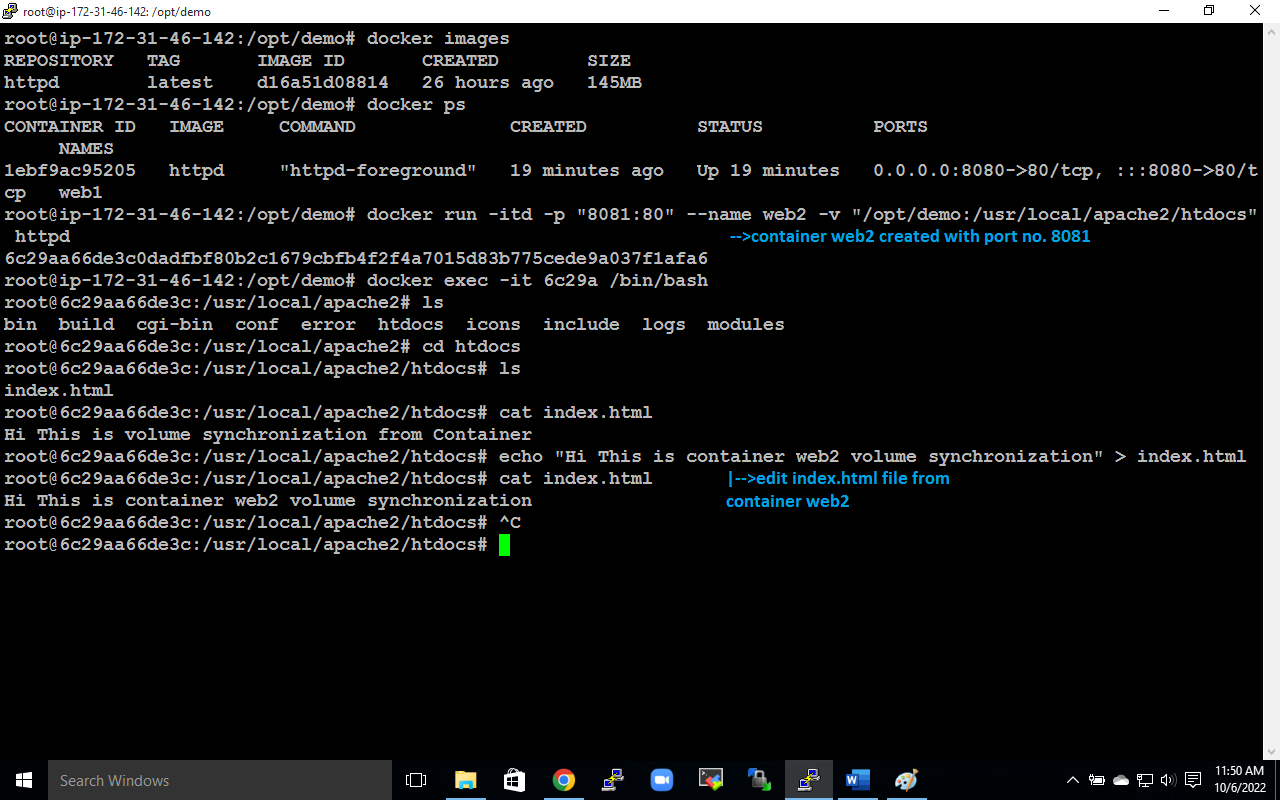 root@ip-172-31-46-142: /opt/demo
root@ip-172-31-46-142:/opt/demo# docker images
REPOSITORY   TAG       IMAGE ID       CREATED        SIZE
httpd        latest    d16a51d08814   26 hours ago   145MB
root@ip-172-31-46-142:/opt/demo# docker ps
CONTAINER ID   IMAGE     COMMAND              CREATED          STATUS          PORTS
     NAMES
1ebf9ac95205   httpd     "httpd-foreground"   19 minutes ago   Up 19 minutes   0.0.0.0:8080->80/tcp, :::8080->80/t
cp   web1
root@ip-172-31-46-142:/opt/demo# docker run -itd -p "8081:80" --name web2 -v "/opt/demo:/usr/local/apache2/htdocs"
 httpd
-->container web2 created with port no. 8081
6c29aa66de3c0dadfbf80b2c1679cbfb4f2f4a7015d83b775cede9a037f1afa6
root@ip-172-31-46-142:/opt/demo# docker exec -it 6c29a /bin/bash
root@6c29aa66de3c:/usr/local/apache2# ls
bin  build  cgi-bin  conf  error  htdocs  icons  include  logs  modules
root@6c29aa66de3c:/usr/local/apache2# cd htdocs
root@6c29aa66de3c:/usr/local/apache2/htdocs# ls
index.html
root@6c29aa66de3c:/usr/local/apache2/htdocs# cat index.html
Hi This is volume synchronization from Container
root@6c29aa66de3c:/usr/local/apache2/htdocs# echo "Hi This is container web2 volume synchronization" > index.html
root@6c29aa66de3c:/usr/local/apache2/htdocs# cat index.html
|-->edit index.html file from
Hi This is container web2 volume synchronization
container web2
root@6c29aa66de3c:/usr/local/apache2/htdocs# ^C
root@6c29aa66de3c:/usr/local/apache2/htdocs#
Search Windows
11:50 AM
10/6/2022